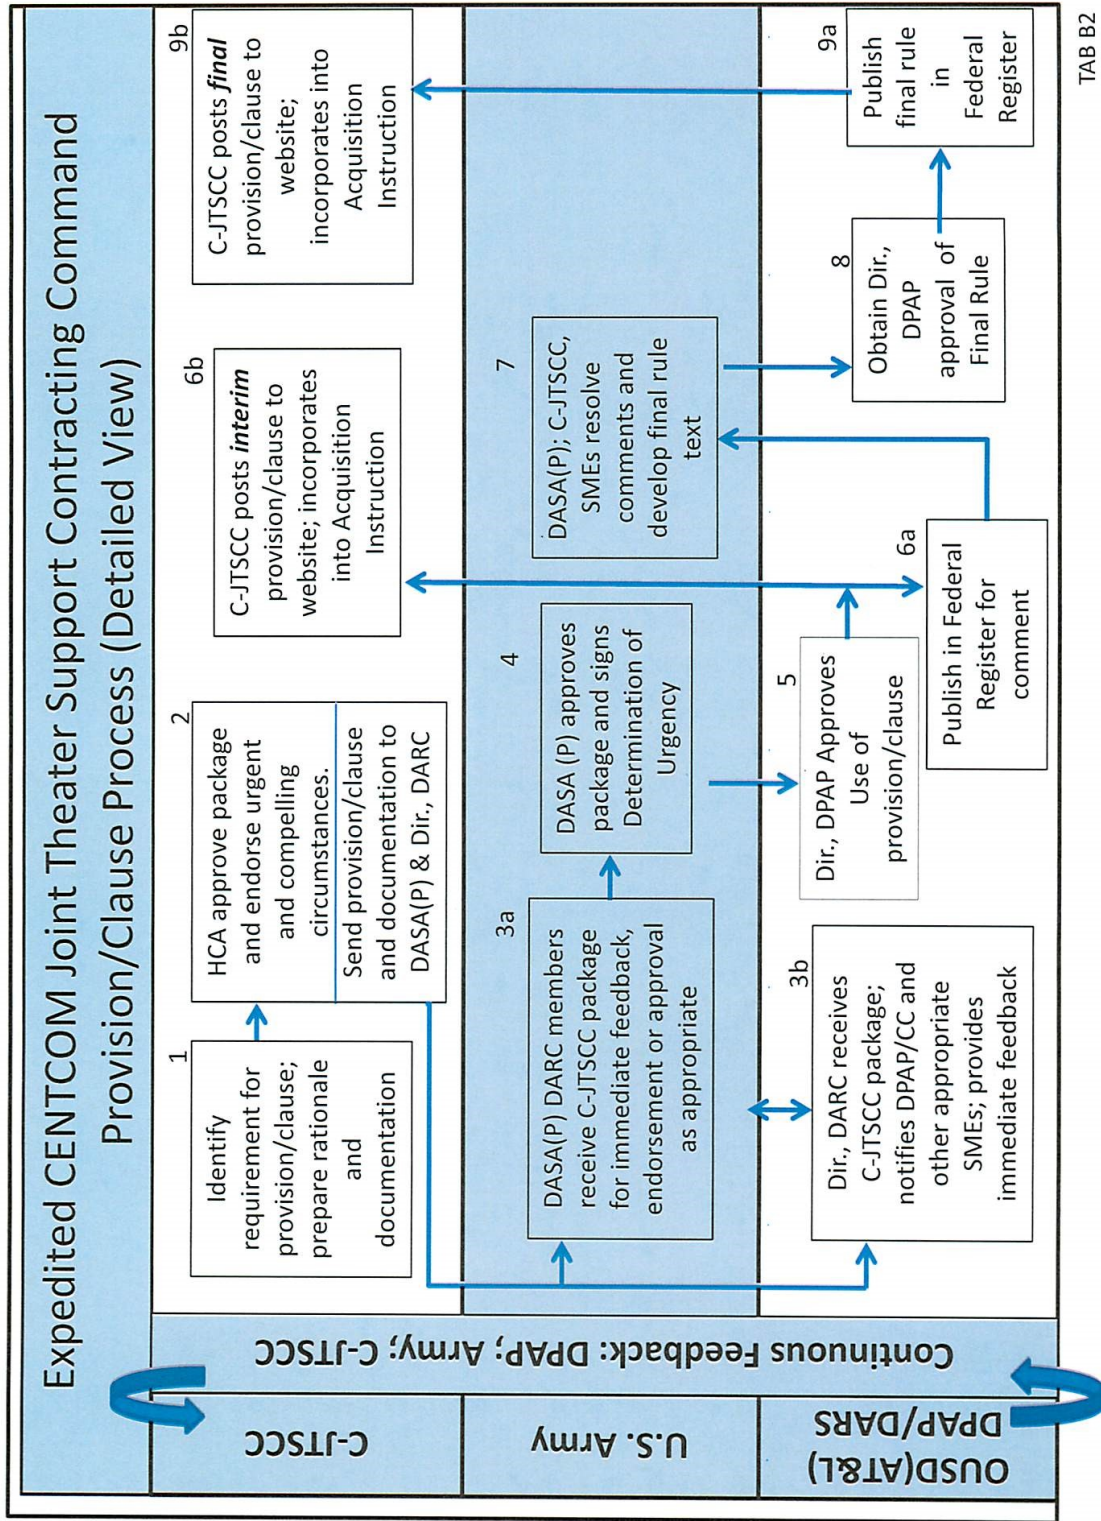 Expedited CENTCOM Joint Theater Support Contracting Command
Provision/Clause Process (Detailed View)
C-JTSCC
U.S. Army
OUSD(AT&L)
DPAP/DARS
Continuous Feedback: DPAP; Army; C-JTSCC
1
Identify
requirement for
provision/clause;
prepare rationale
and
documentation
2
HCA approve package
and endorse urgent
and compelling
circumstances.
Send provision/clause
and documentation to
DASA(P) & Dir., DARC
3a
DASA(P) DARC members
receive C-JTSCC package
for immediate feedback,
endorsement or approval
as appropriate
3b
Dir., DARC receives
C-JTSCC package;
notifies DPAP/CC and
other appropriate
SMEs; provides
immediate feedback
4
DASA (P) approves
package and signs
Determination of
Urgency
5
Dir., DPAP Approves
Use of
provision/clause
6a
Publish in Federal
Register for
comment
6b
C-JTSCC posts interim
provision/clause to
website; incorporates
into Acquisition
Instruction
7
DASA(P); C-JTSCC,
SMEs resolve
comments and
develop final rule
text
8
Obtain Dir.,
DPAP
approval of
Final Rule
9a
Publish
final rule
in
Federal
Register
9b
C-JTSCC posts final
provision/clause to
website;
incorporates into
Acquisition
Instruction
TAB B2